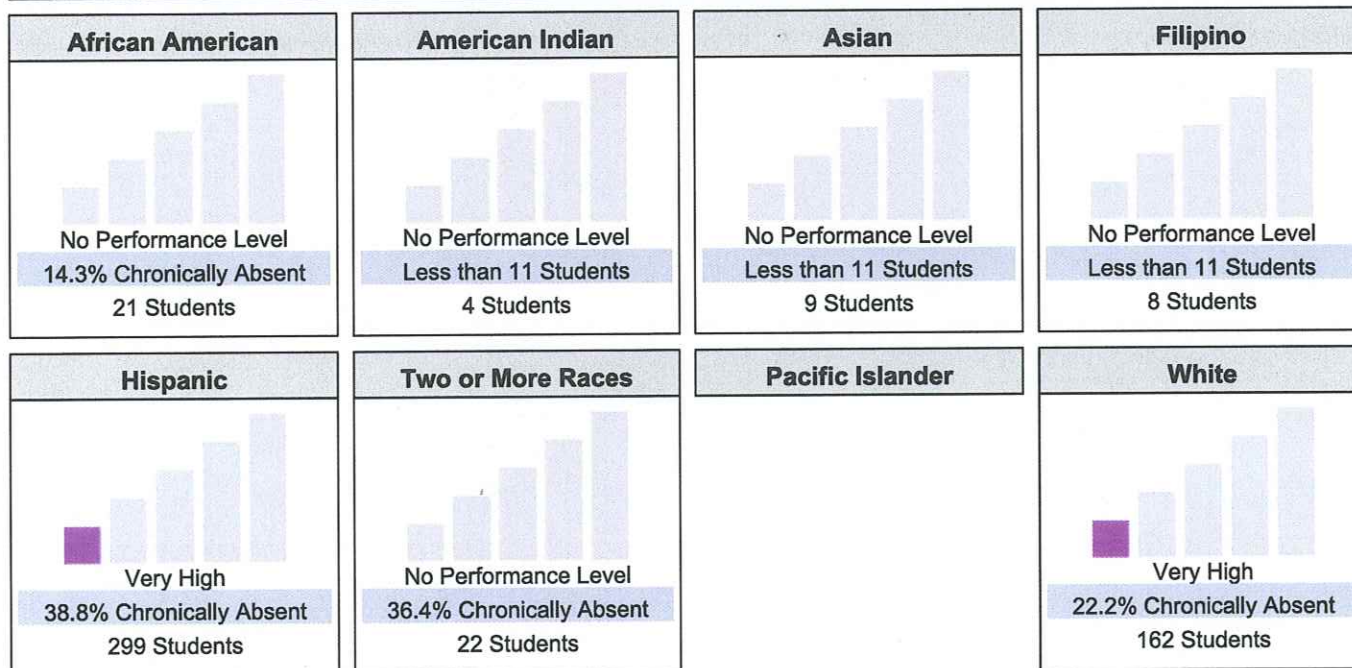 African American
No Performance Level
14.3% Chronically Absent
21 Students
American Indian
No Performance Level
Less than 11 Students
4 Students
Asian
No Performance Level
Less than 11 Students
9 Students
Filipino
No Performance Level
Less than 11 Students
8 Students
Hispanic
Very High
38.8% Chronically Absent
299 Students
Two or More Races
No Performance Level
36.4% Chronically Absent
22 Students
Pacific Islander
White
Very High
22.2% Chronically Absent
162 Students